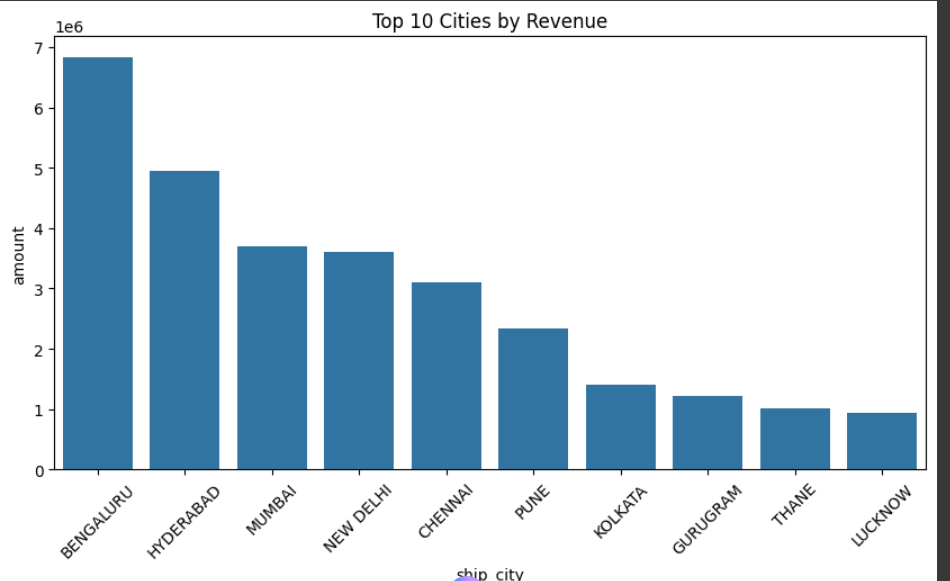 Top 10 Cities by Revenue
1e6
7
6
5
4
3
2
1
0
amount
BENGALURU
HYDERABAD
MUMBAI
NEW DELHI
CHENNAI
PUNE
KOLKATA
GURUGRAM
THANE
LUCKNOW
ship_city